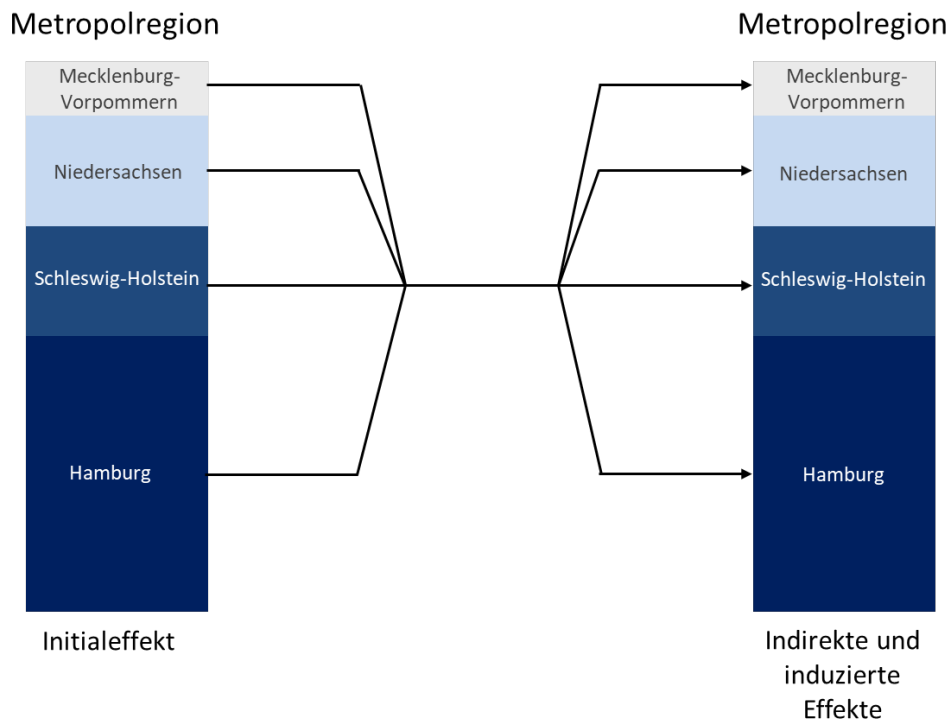 Metropolregion
Mecklenburg-
Vorpommern
Niedersachsen
Schleswig-Holstein
Hamburg
Initialeffekt
Metropolregion
Mecklenburg-
Vorpommern
Niedersachsen
Schleswig-Holstein
Hamburg
Indirekte und
induzierte
Effekte